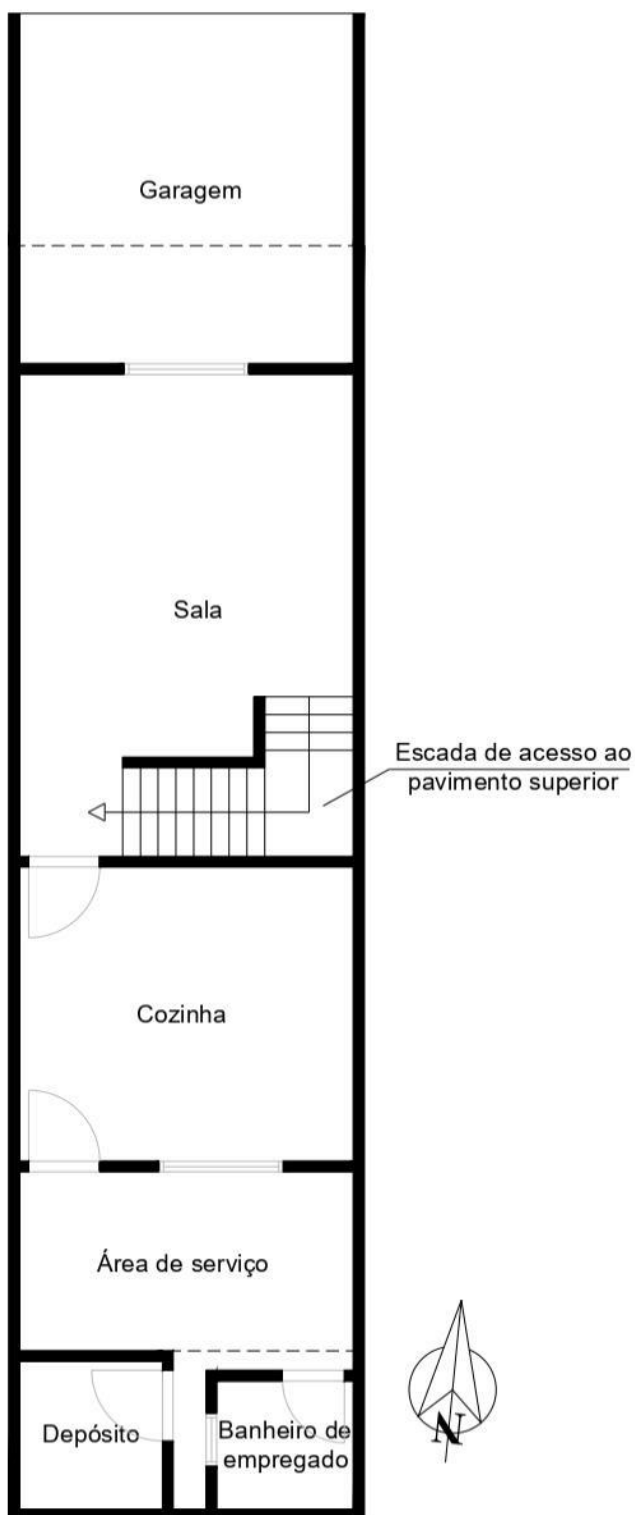 Garagem
Sala
Escada de acesso ao
pavimento superior
Cozinha
Área de serviço
Depósito
Banheiro de
empregado
N